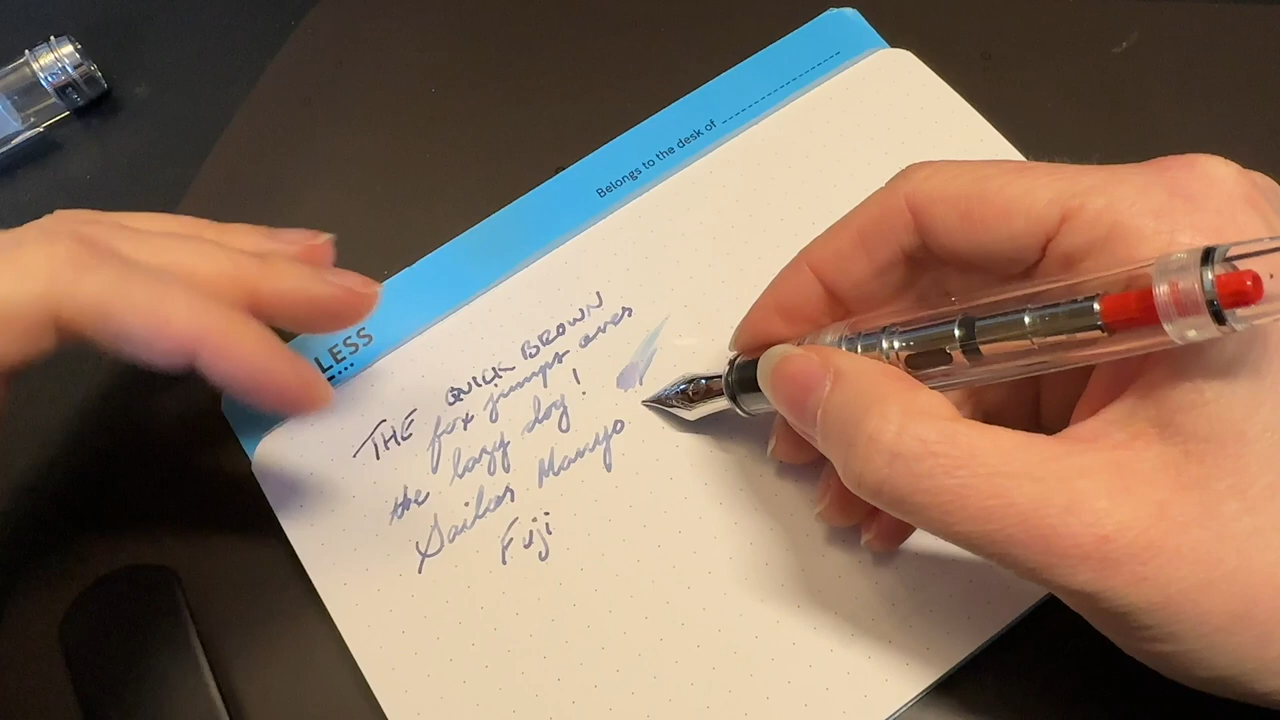 Belongs to the desk of
LESS
THE QUICK BROWN
fox jumps over
the lazy dog!
Sailor Manyo
Fuji